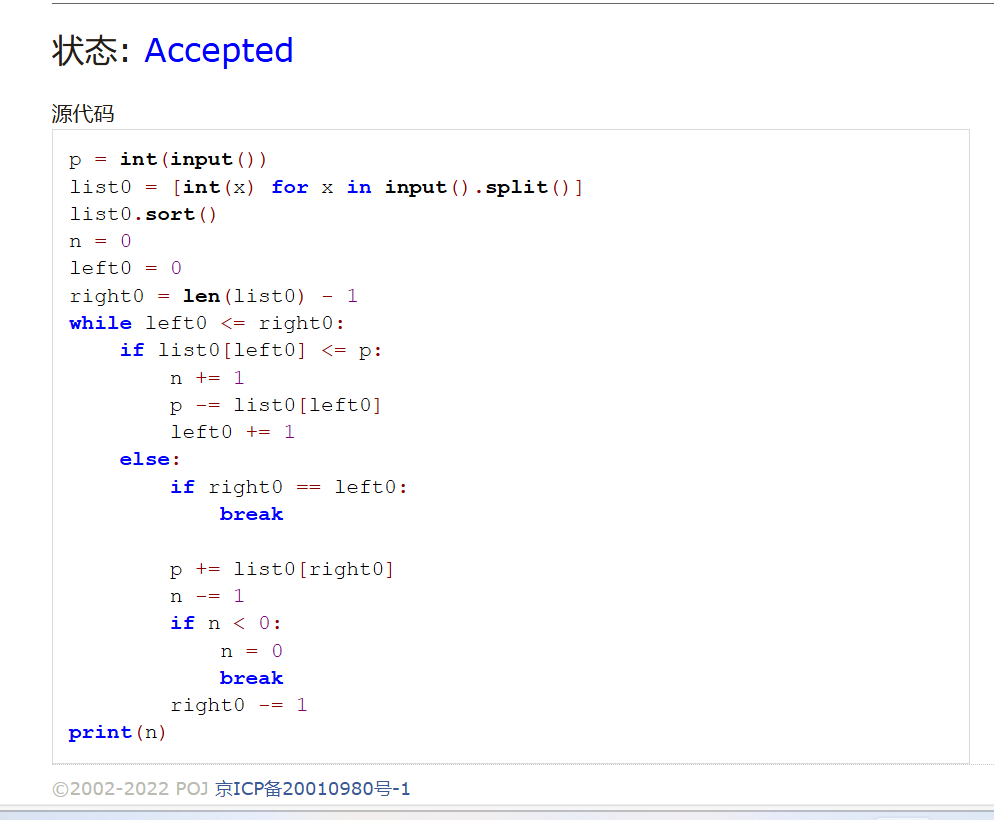 状态: Accepted
源代码
p = int(input())
list0 = [int(x) for x in input().split()]
list0.sort()
n = 0
left0 = 0
right0 = len(list0) - 1
while left0 <= right0:
    if list0[left0] <= p:
        n += 1
        p -= list0[left0]
        left0 += 1
    else:
        if right0 == left0:
            break

        p += list0[right0]
        n -= 1
        if n < 0:
            n = 0
            break
        right0 -= 1
print(n)
©2002-2022 POJ 京ICP备20010980号-1